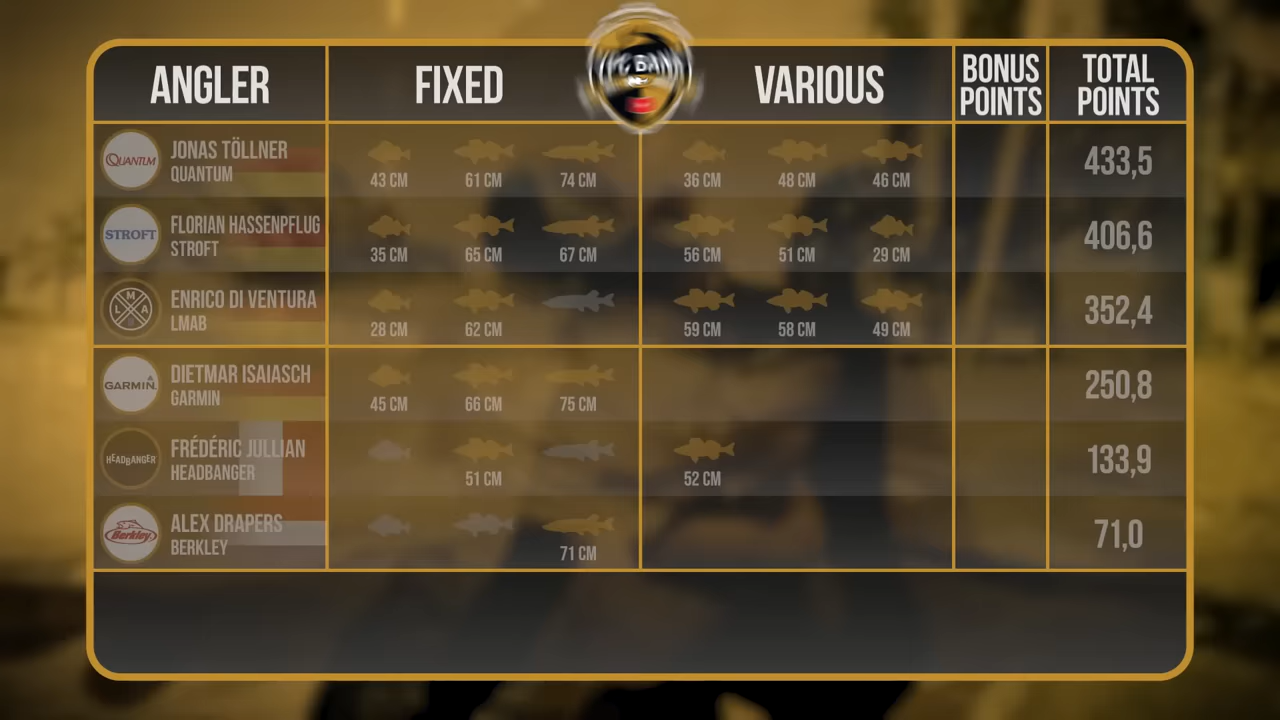 ANGLER
FIXED
VARIOUS
BONUS
POINTS
TOTAL
POINTS
QUANTUM
JONAS TÖLLNER
QUANTUM
43 CM 61 CM 74 CM 36 CM 48 CM 46 CM
433,5
STROFT
FLORIAN HASSENPFLUG
STROFT
35 CM 65 CM 67 CM 56 CM 51 CM 29 CM
406,6
L M A
ENRICO DI VENTURA
LMAB
28 CM 62 CM 59 CM 58 CM 49 CM
352,4
GARMIN
DIETMAR ISAIASCH
GARMIN
45 CM 66 CM 75 CM
250,8
HEADBANGER
FRÉDÉRIC JULLIAN
HEADBANGER
51 CM 52 CM
133,9
Berkley
ALEX DRAPERS
BERKLEY
71 CM
71,0